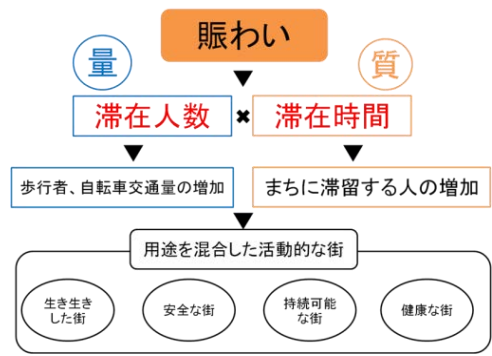 賑わい
量
質
滞在人数
✖
滞在時間
歩行者、自転車交通量の増加
まちに滞留する人の増加
用途を混合した活動的な街
生き生き
した街
安全な街
持続可能
な街
健康な街